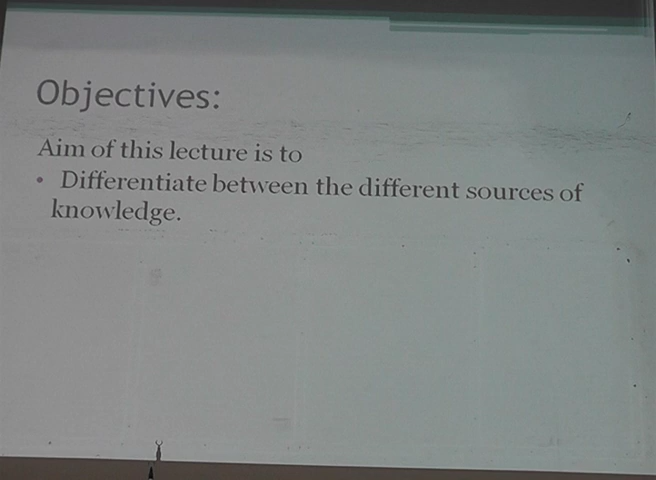 Objectives:
Aim of this lecture is to
• Differentiate between the different sources of
knowledge.